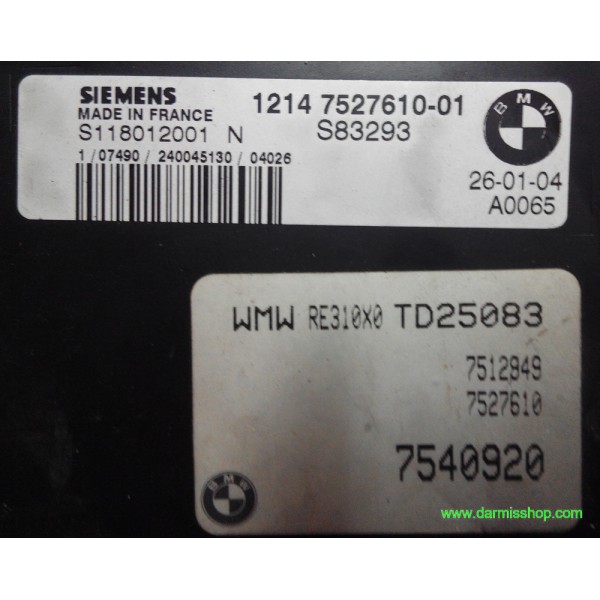 SIEMENS
MADE IN FRANCE
S118012001 N
1214 7527610-01
S83293
1/07490/240045130/04026
BMW
26-01-04
A0065
WMW RE310X0 TD25083
7512949
7527610
7540920
BMW
www.darmisshop.com